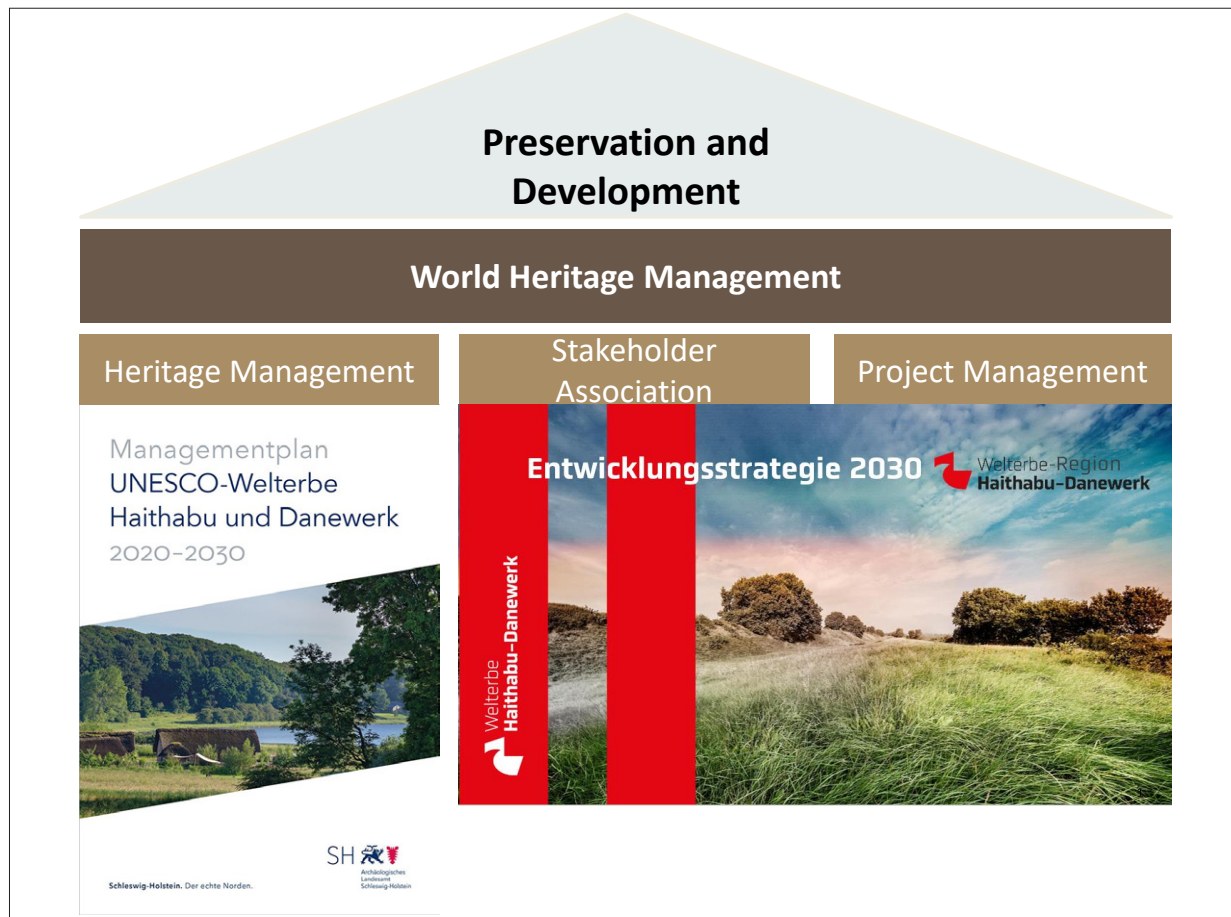 Preservation and
Development
World Heritage Management
Heritage Management
Stakeholder
Association
Project Management
Managementplan
UNESCO-Welterbe
Haithabu und Danewerk
2020–2030
SH
Archäologisches
Landesamt
Schleswig-Holstein
Schleswig-Holstein. Der echte Norden.
Entwicklungsstrategie 2030
Welterbe-Region
Haithabu-Danewerk
Welterbe
Haithabu-Danewerk